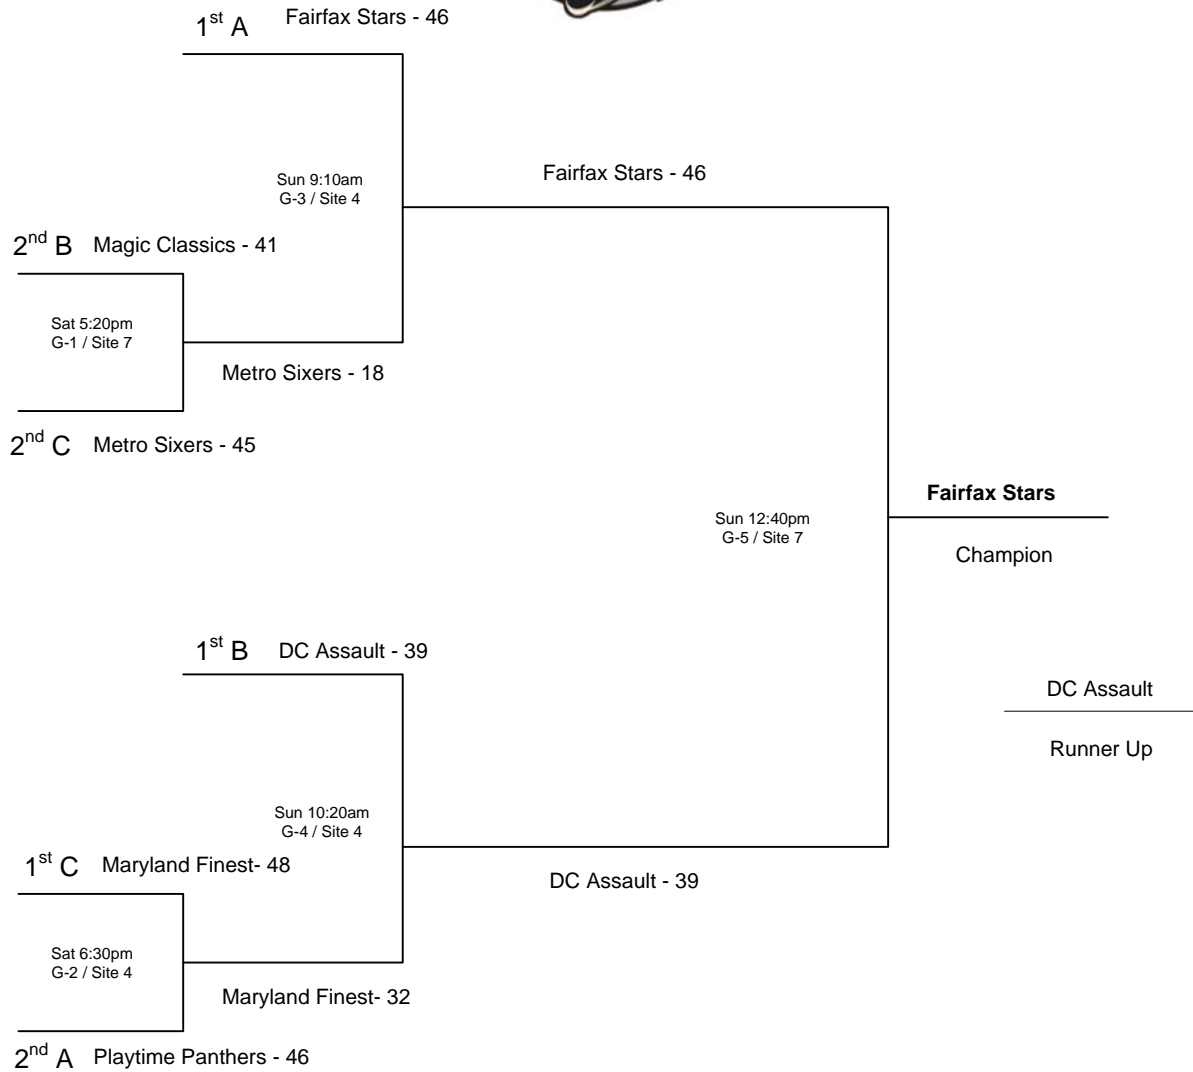 1st A Fairfax Stars - 46
Sun 9:10am
G-3 / Site 4
Fairfax Stars - 46
2nd B Magic Classics - 41
Sat 5:20pm
G-1 / Site 7
Metro Sixers - 18
2nd C Metro Sixers - 45
Fairfax Stars
Sun 12:40pm
G-5 / Site 7
Champion
1st B DC Assault - 39
DC Assault
Runner Up
Sun 10:20am
G-4 / Site 4
1st C Maryland Finest- 48
DC Assault - 39
Sat 6:30pm
G-2 / Site 4
Maryland Finest- 32
2nd A Playtime Panthers - 46